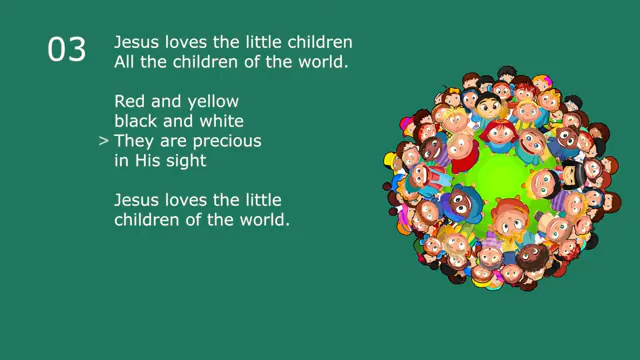 03
Jesus loves the little children
All the children of the world.
Red and yellow
black and white
> They are precious
in His sight
Jesus loves the little
children of the world.